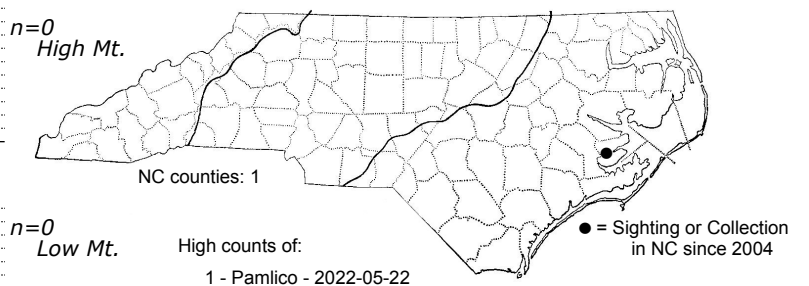 n=0
High Mt.
NC counties: 1
n=0
Low Mt.
High counts of:
1 - Pamlico - 2022-05-22
● = Sighting or Collection
in NC since 2004